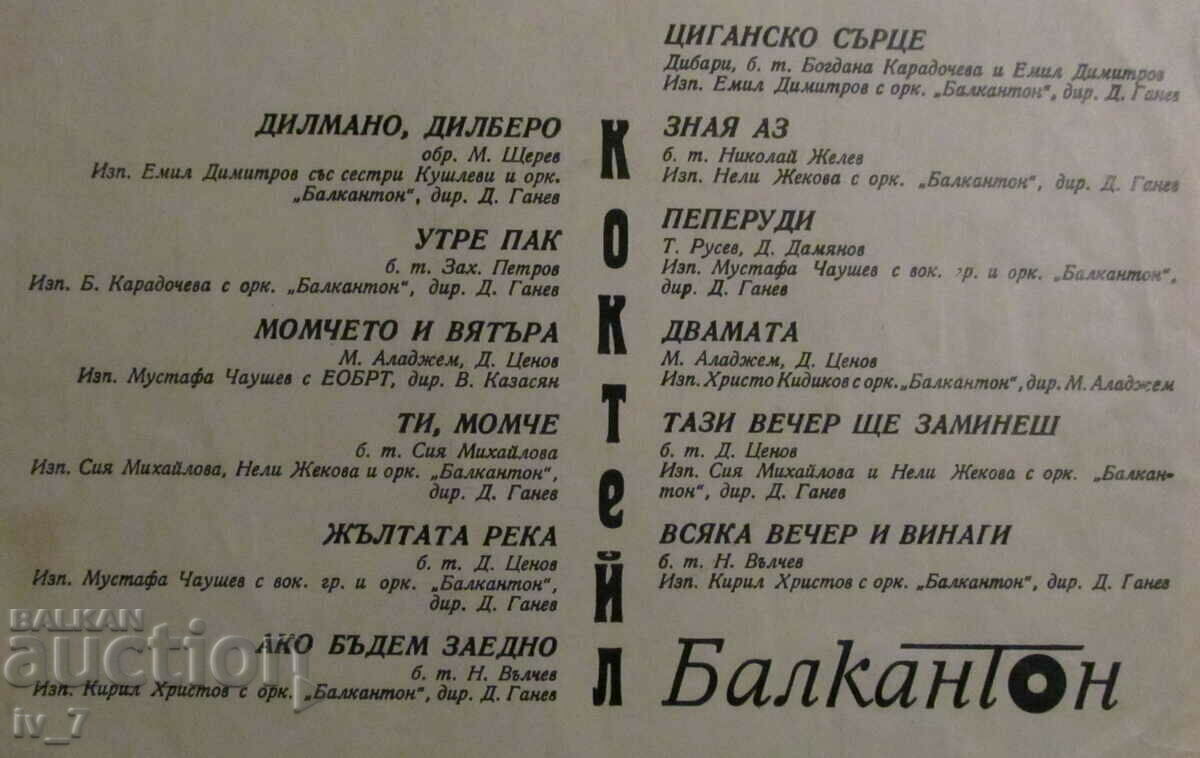 ДИЛМАНО, ДИЛБЕРО
обр. М. Щерев
Изп. Емил Димитров със сестри Кушлеви и орк.
„Балкантон“, дир. Д. Ганев
УТРЕ ПАК
б. т. Зах. Петров
Изп. Б. Карадочева с орк. „Балкантон“, дир. Д. Ганев
МОМЧЕТО И ВЯТЪРА
М. Аладжем, Д. Ценов
Изп. Мустафа Чаушев с ЕОБРТ, дир. В. Казасян
ТИ, МОМЧЕ
б. т. Сия Михайлова
Изп. Сия Михайлова, Нели Жекова и орк. „Балкантон“,
дир. Д. Ганев
ЖЪЛТАТА РЕКА
б. т. Д. Ценов
Изп. Мустафа Чаушев с вок. гр. и орк. „Балкантон“,
дир. Д. Ганев
АКО БЪДЕМ ЗАЕДНО
б. т. Н. Вълчев
Изп. Кирил Христов с орк. „Балкантон“, дир. Д. Ганев
КОКТейЛ
ЦИГАНСКО СЪРЦЕ
Дибари, б. т. Богдана Карадочева и Емил Димитров
Изп. Емил Димитров с орк. „Балкантон“, дир. Д. Ганев
ЗНАЯ АЗ
б. т. Николай Желев
Изп. Нели Жекова с орк. „Балкантон“, дир. Д. Ганев
ПЕПЕРУДИ
Т. Русев, Д. Дамянов
Изп. Мустафа Чаушев с вок. гр. и орк. „Балкантон“,
дир. Д. Ганев
ДВАМАТА
М. Аладжем, Д. Ценов
Изп. Христо Кидиков с орк. „Балкантон“, дир. М. Аладжем
ТАЗИ ВЕЧЕР ЩЕ ЗАМИНЕШ
б. т. Д. Ценов
Изп. Сия Михайлова и Нели Жекова с орк. „Балкан-
тон“, дир. Д. Ганев
ВСЯКА ВЕЧЕР И ВИНАГИ
б. т. Н. Вълчев
Изп. Кирил Христов с орк. „Балкантон“, дир. Д. Ганев
Балкантон
BALKAN
auction
iv_7